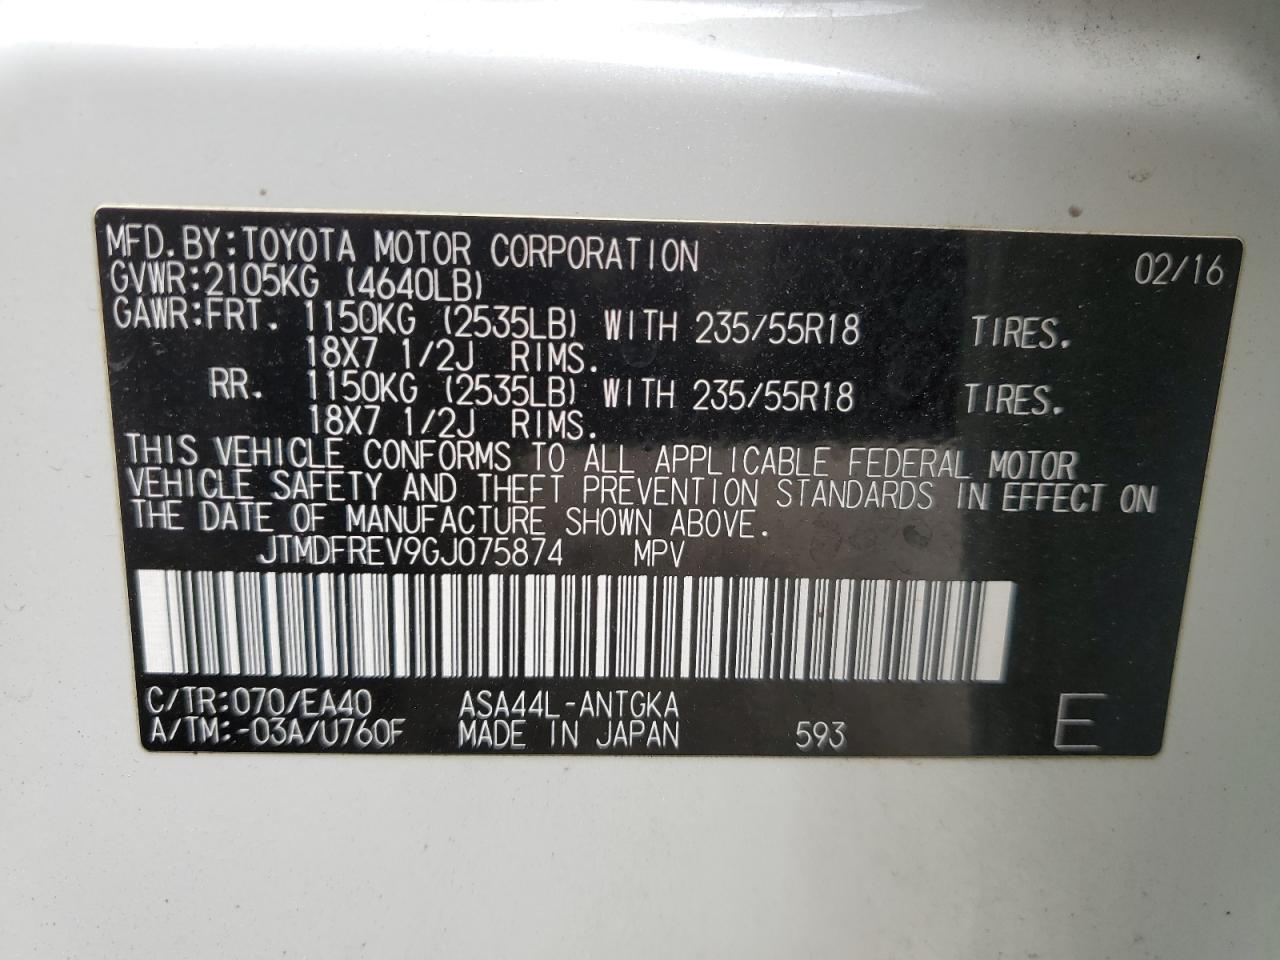 MFD.BY:TOYOTA MOTOR CORPORATION 02/16
GVWR:2105KG (4640LB)
GAWR:FRT. 1150KG (2535LB) WITH 235/55R18 TIRES.
18X7 1/2J RIMS.
RR. 1150KG (2535LB) WITH 235/55R18 TIRES.
18X7 1/2J RIMS.
THIS VEHICLE CONFORMS TO ALL APPLICABLE FEDERAL MOTOR
VEHICLE SAFETY AND THEFT PREVENTION STANDARDS IN EFFECT ON
THE DATE OF MANUFACTURE SHOWN ABOVE.
JTMDFREV9GJ075874 MPV
C/TR:070/EA40 ASA44L-ANTGKA
A/TM:-03A/U760F MADE IN JAPAN 593 E